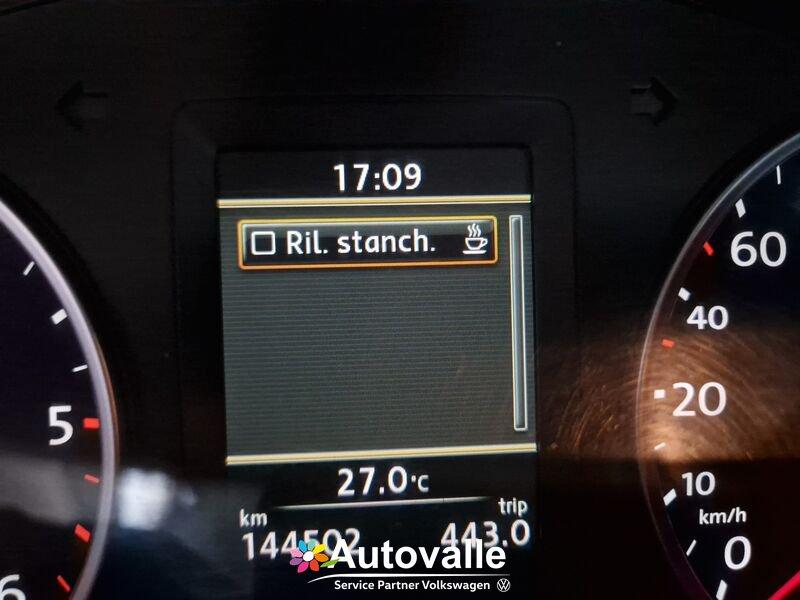 17:09
Ril. stanch.
27.0°C
km
144502
trip
443.0
5
6
60
40
20
10
km/h
0
Autovalle
Service Partner Volkswagen